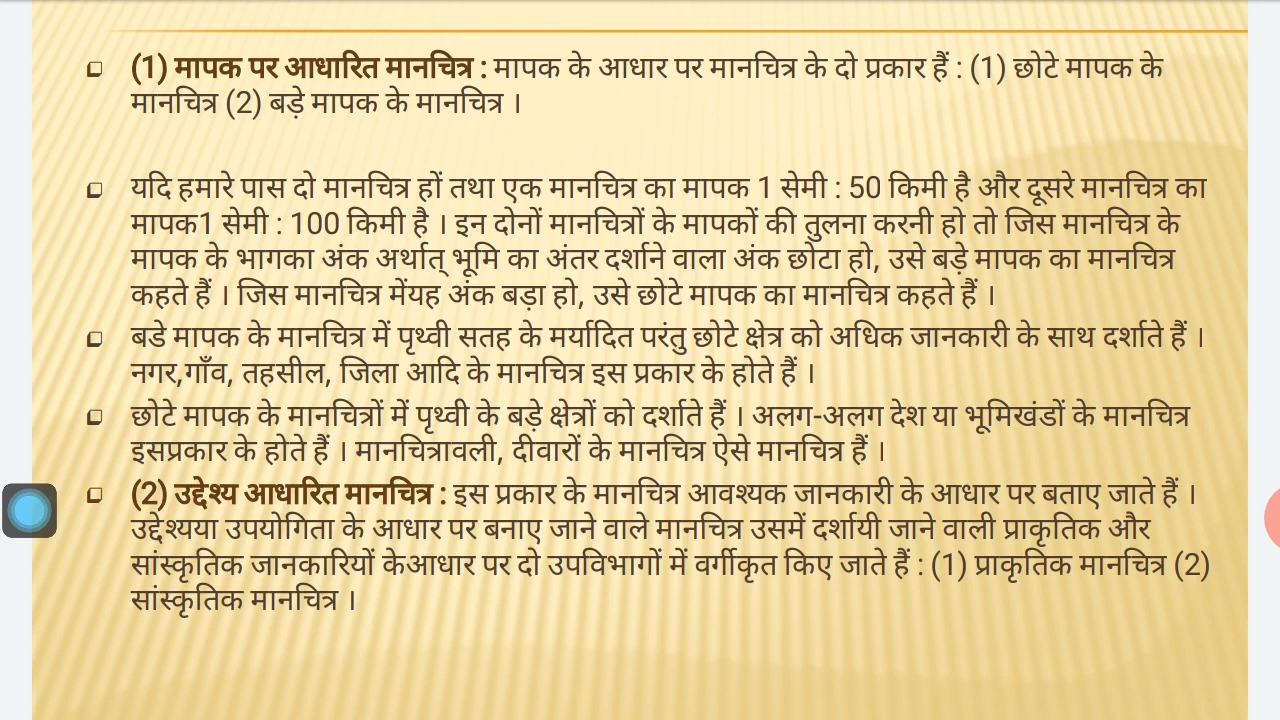 (1) मापक पर आधारित मानचित्र : मापक के आधार पर मानचित्र के दो प्रकार हैं : (1) छोटे मापक के
मानचित्र (2) बड़े मापक के मानचित्र ।
यदि हमारे पास दो मानचित्र हों तथा एक मानचित्र का मापक 1 सेमी : 50 किमी है और दूसरे मानचित्र का
मापक1 सेमी : 100 किमी है । इन दोनों मानचित्रों के मापकों की तुलना करनी हो तो जिस मानचित्र के
मापक के भागका अंक अर्थात् भूमि का अंतर दर्शाने वाला अंक छोटा हो, उसे बड़े मापक का मानचित्र
कहते हैं । जिस मानचित्र मेंयह अंक बड़ा हो, उसे छोटे मापक का मानचित्र कहते हैं ।
बडे मापक के मानचित्र में पृथ्वी सतह के मर्यादित परंतु छोटे क्षेत्र को अधिक जानकारी के साथ दर्शाते हैं ।
नगर,गाँव, तहसील, जिला आदि के मानचित्र इस प्रकार के होते हैं ।
छोटे मापक के मानचित्रों में पृथ्वी के बड़े क्षेत्रों को दर्शाते हैं । अलग-अलग देश या भूमिखंडों के मानचित्र
इसप्रकार के होते हैं । मानचित्रावली, दीवारों के मानचित्र ऐसे मानचित्र हैं ।
(2) उद्देश्य आधारित मानचित्र : इस प्रकार के मानचित्र आवश्यक जानकारी के आधार पर बताए जाते हैं ।
उद्देश्यया उपयोगिता के आधार पर बनाए जाने वाले मानचित्र उसमें दर्शायी जाने वाली प्राकृतिक और
सांस्कृतिक जानकारियों केआधार पर दो उपविभागों में वर्गीकृत किए जाते हैं : (1) प्राकृतिक मानचित्र (2)
सांस्कृतिक मानचित्र ।